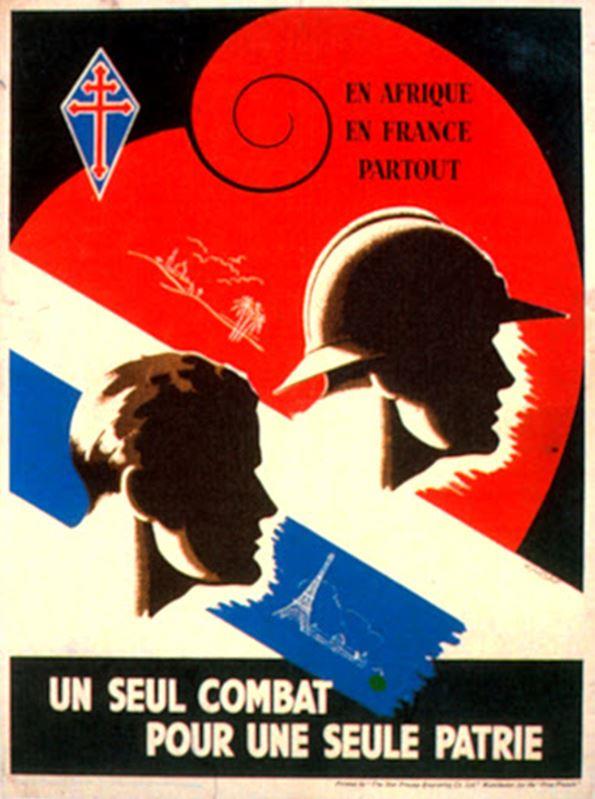 EN AFRIQUE
EN FRANCE
PARTOUT
UN SEUL COMBAT
POUR UNE SEULE PATRIE